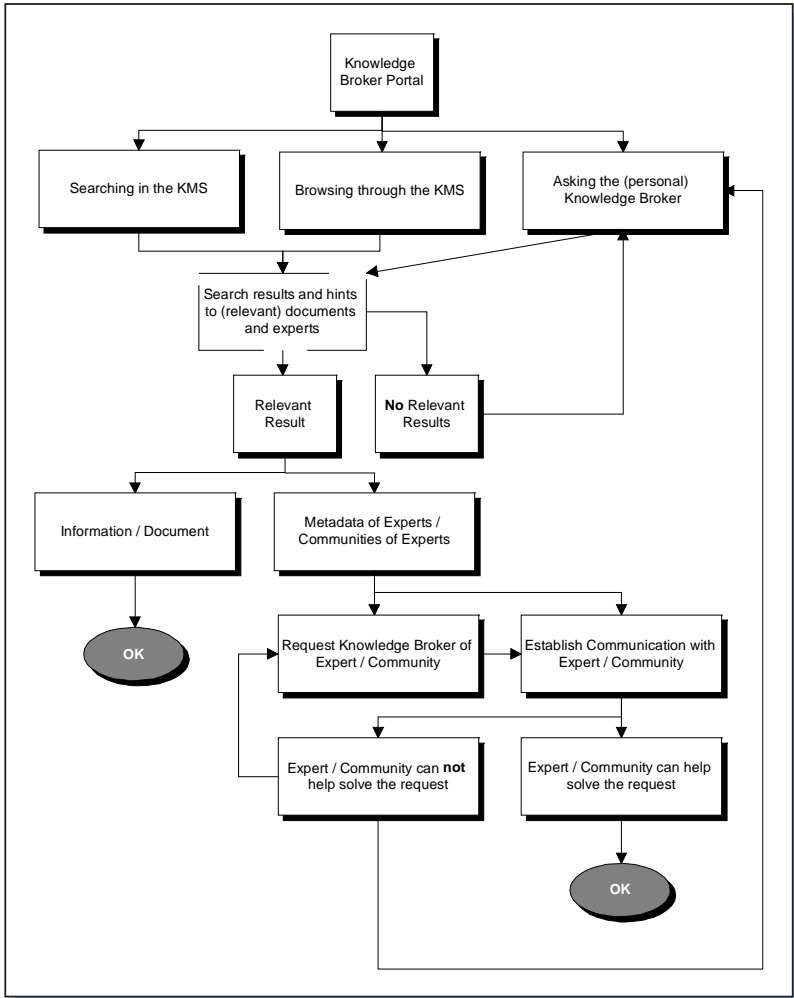 Knowledge
Broker Portal
Searching in the KMS
Browsing through the KMS
Asking the (personal)
Knowledge Broker
Search results and hints
to (relevant) documents
and experts
Relevant
Result
No Relevant
Results
Information / Document
Metadata of Experts /
Communities of Experts
OK
Request Knowledge Broker of
Expert / Community
Establish Communication with
Expert / Community
Expert / Community can not
help solve the request
Expert / Community can help
solve the request
OK